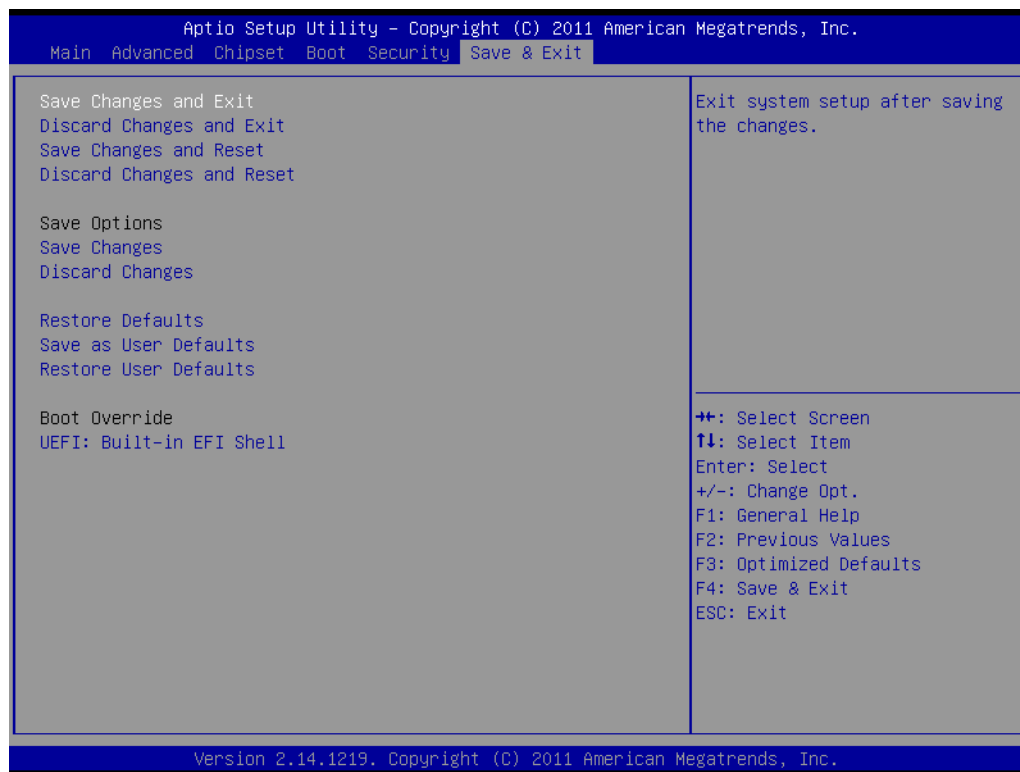 Aptio Setup Utility – Copyright (C) 2011 American Megatrends, Inc.
Main Advanced Chipset Boot Security Save & Exit
Save Changes and Exit
Discard Changes and Exit
Save Changes and Reset
Discard Changes and Reset
Save Options
Save Changes
Discard Changes
Restore Defaults
Save as User Defaults
Restore User Defaults
Boot Override
UEFI: Built-in EFI Shell
Exit system setup after saving
the changes.
→←: Select Screen
↑↓: Select Item
Enter: Select
+/-: Change Opt.
F1: General Help
F2: Previous Values
F3: Optimized Defaults
F4: Save & Exit
ESC: Exit
Version 2.14.1219. Copyright (C) 2011 American Megatrends, Inc.